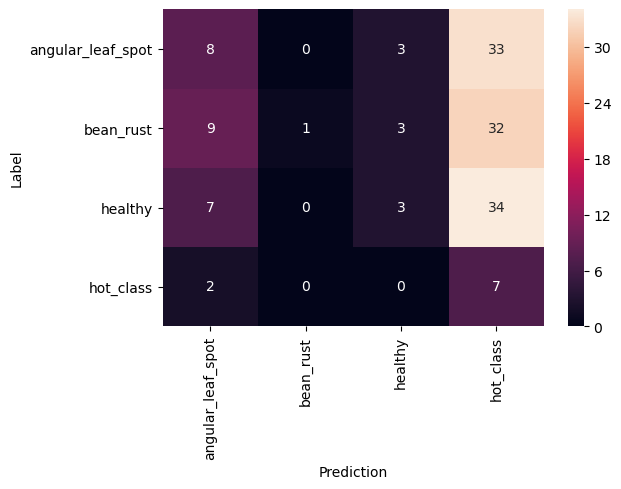 angular_leaf_spot 8 0 3 33
bean_rust 9 1 3 32
healthy 7 0 3 34
hot_class 2 0 0 7
Label
angular_leaf_spot bean_rust healthy hot_class
Prediction
30
24
18
12
6
0